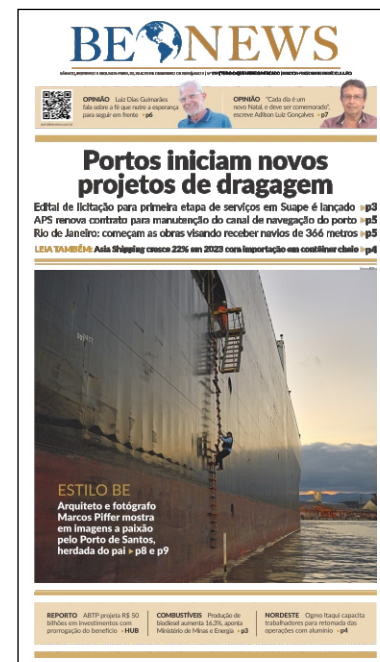 BE NEWS
OPINIÃO Luiz Dias Guimarães
fala sobre a fé que nutre a esperança
para seguir em frente ▸p6
OPINIÃO "Cada dia é um
novo Natal, e deve ser comemorado",
escreve Adilson Luiz Gonçalves ▸p7
Portos iniciam novos
projetos de dragagem
Edital de licitação para primeira etapa de serviços em Suape é lançado ▸p3
APS renova contrato para manutenção do canal de navegação do porto ▸p5
Rio de Janeiro: começam as obras visando receber navios de 366 metros ▸p5
LEIA TAMBÉM: Asia Shipping cresce 22% em 2023 com importação em contêiner cheio ▸p4
ESTILO BE
Arquiteto e fotógrafo
Marcos Piffer mostra
em imagens a paixão
pelo Porto de Santos,
herdada do pai ▸ p8 e p9
REPORTO ABTP projeta R$ 50
bilhões em investimentos com
prorrogação do benefício ▸HUB
COMBUSTÍVEIS Produção de
biodiesel aumenta 16,3%, aponta
Ministério de Minas e Energia ▸p3
NORDESTE Ogmo Itaqui capacita
trabalhadores para retomada das
operações com alumínio ▸p4